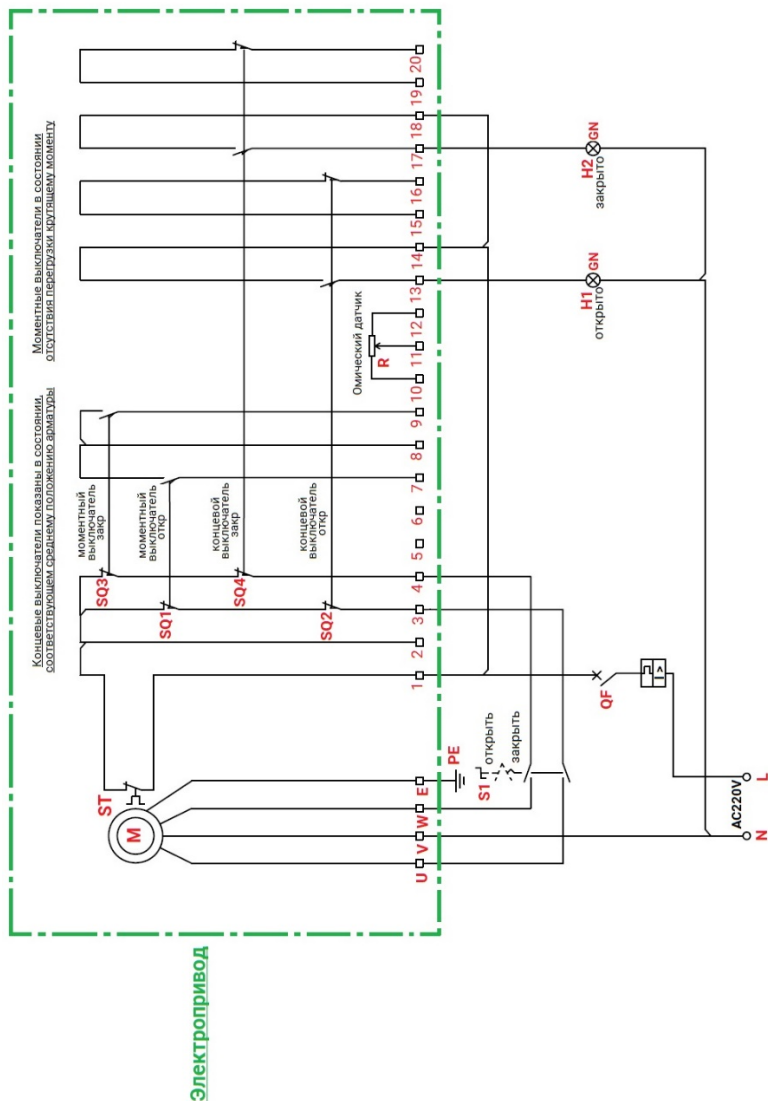 Электропривод
Концевые выключатели показаны в состоянии,
соответствующем среднему положению арматуры
Моментные выключатели в состоянии
отсутствия перегрузки крутящему моменту
ST
M
SQ3
моментный
выключатель
закр
SQ1
моментный
выключатель
откр
SQ4
концевой
выключатель
закр
SQ2
концевой
выключатель
откр
Омический датчик
R
U
V
W
E
1
2
3
4
5
6
7
8
9
10
11
12
13
14
15
16
17
18
19
20
PE
S1
открыть
закрыть
QF
I >
H1
открыто
GN
H2
закрыто
GN
N
AC220V
L